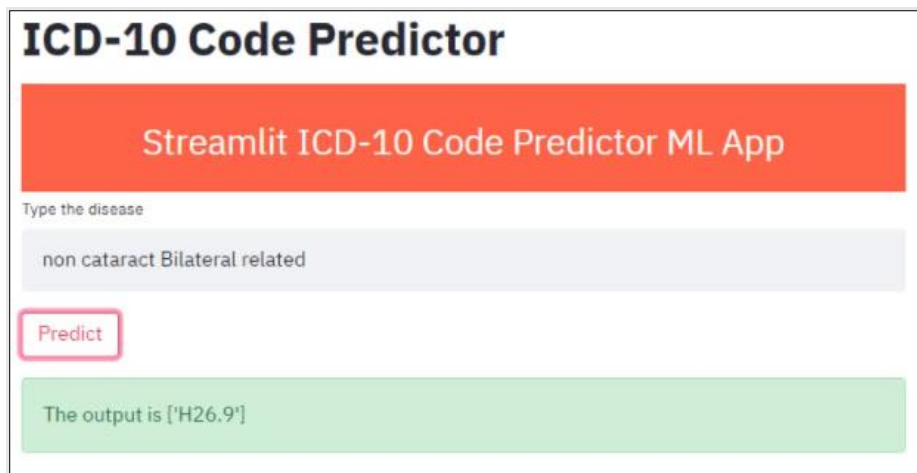 ICD-10 Code Predictor
Streamlit ICD-10 Code Predictor ML App
Type the disease
non cataract Bilateral related
Predict
The output is ['H26.9']